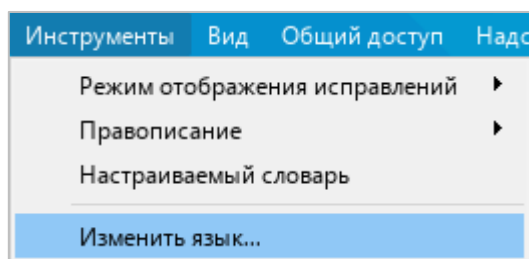 Инструменты Вид Общий доступ
Режим отображения исправлений
Правописание
Настраиваемый словарь
Изменить язык...